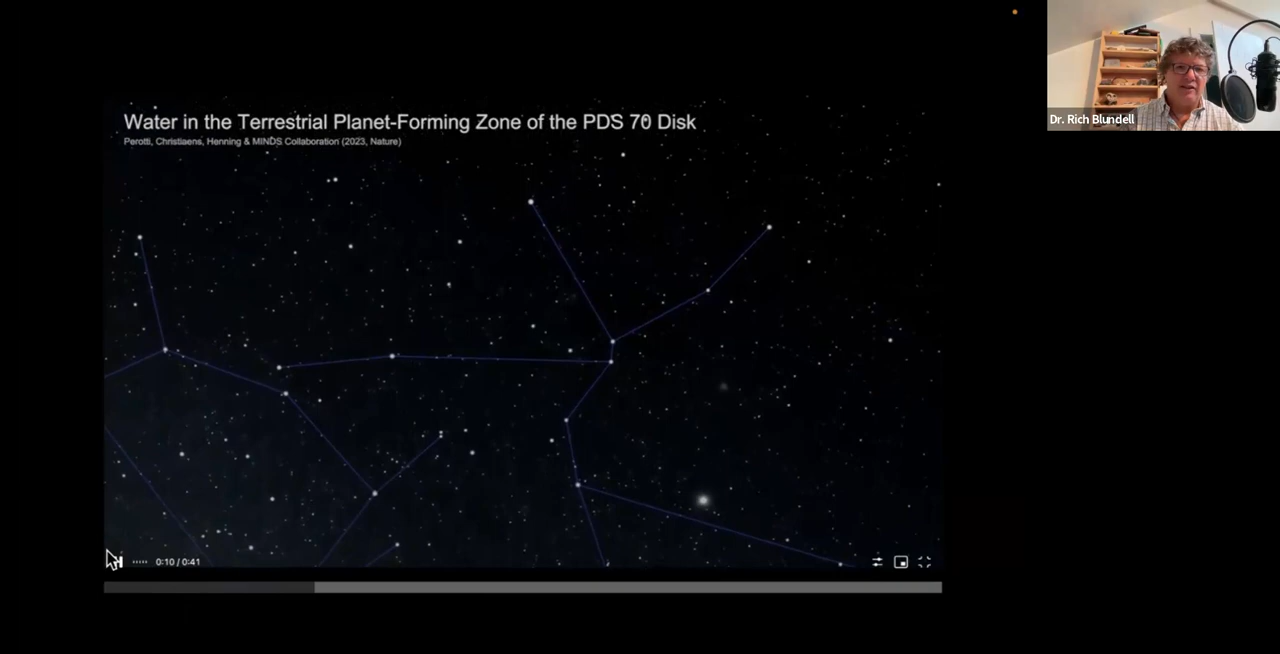 Water in the Terrestrial Planet-Forming Zone of the PDS 70 Disk
Perotti, Christiaens, Henning & MINDS Collaboration (2023, Nature)
Dr. Rich Blundell
0:10 / 0:41